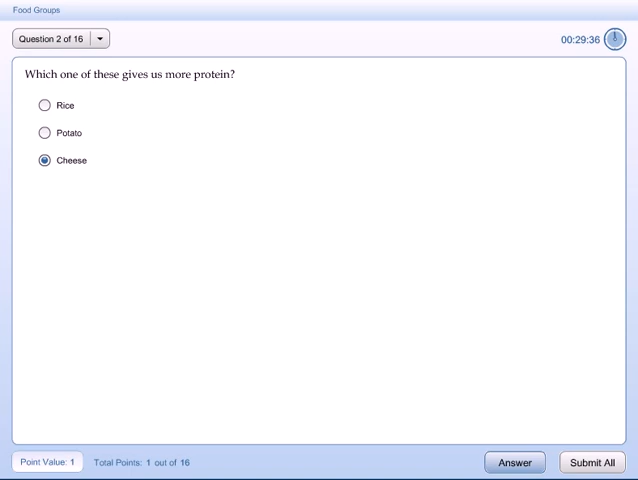 Food Groups
Question 2 of 16
00:29:36
Which one of these gives us more protein?
Rice
Potato
Cheese
Point Value: 1 Total Points: 1 out of 16 Answer Submit All